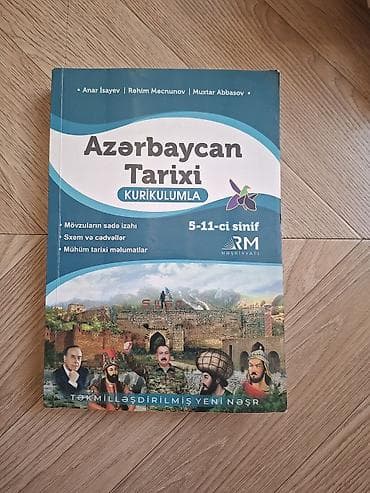 • Anar İsayev | Rəhim Məcnunov | Muxtar Abbasov •
Azərbaycan
Tarixi
KURİKULUMLA
5-11-ci sinif
• Mövzuların sadə izahı
• Sxem və cədvəllər
• Mühüm tarixi məlumatlar
RM
NƏŞRİYYATI
TƏKMİLLƏŞDİRİLMİŞ YENİ NƏŞR